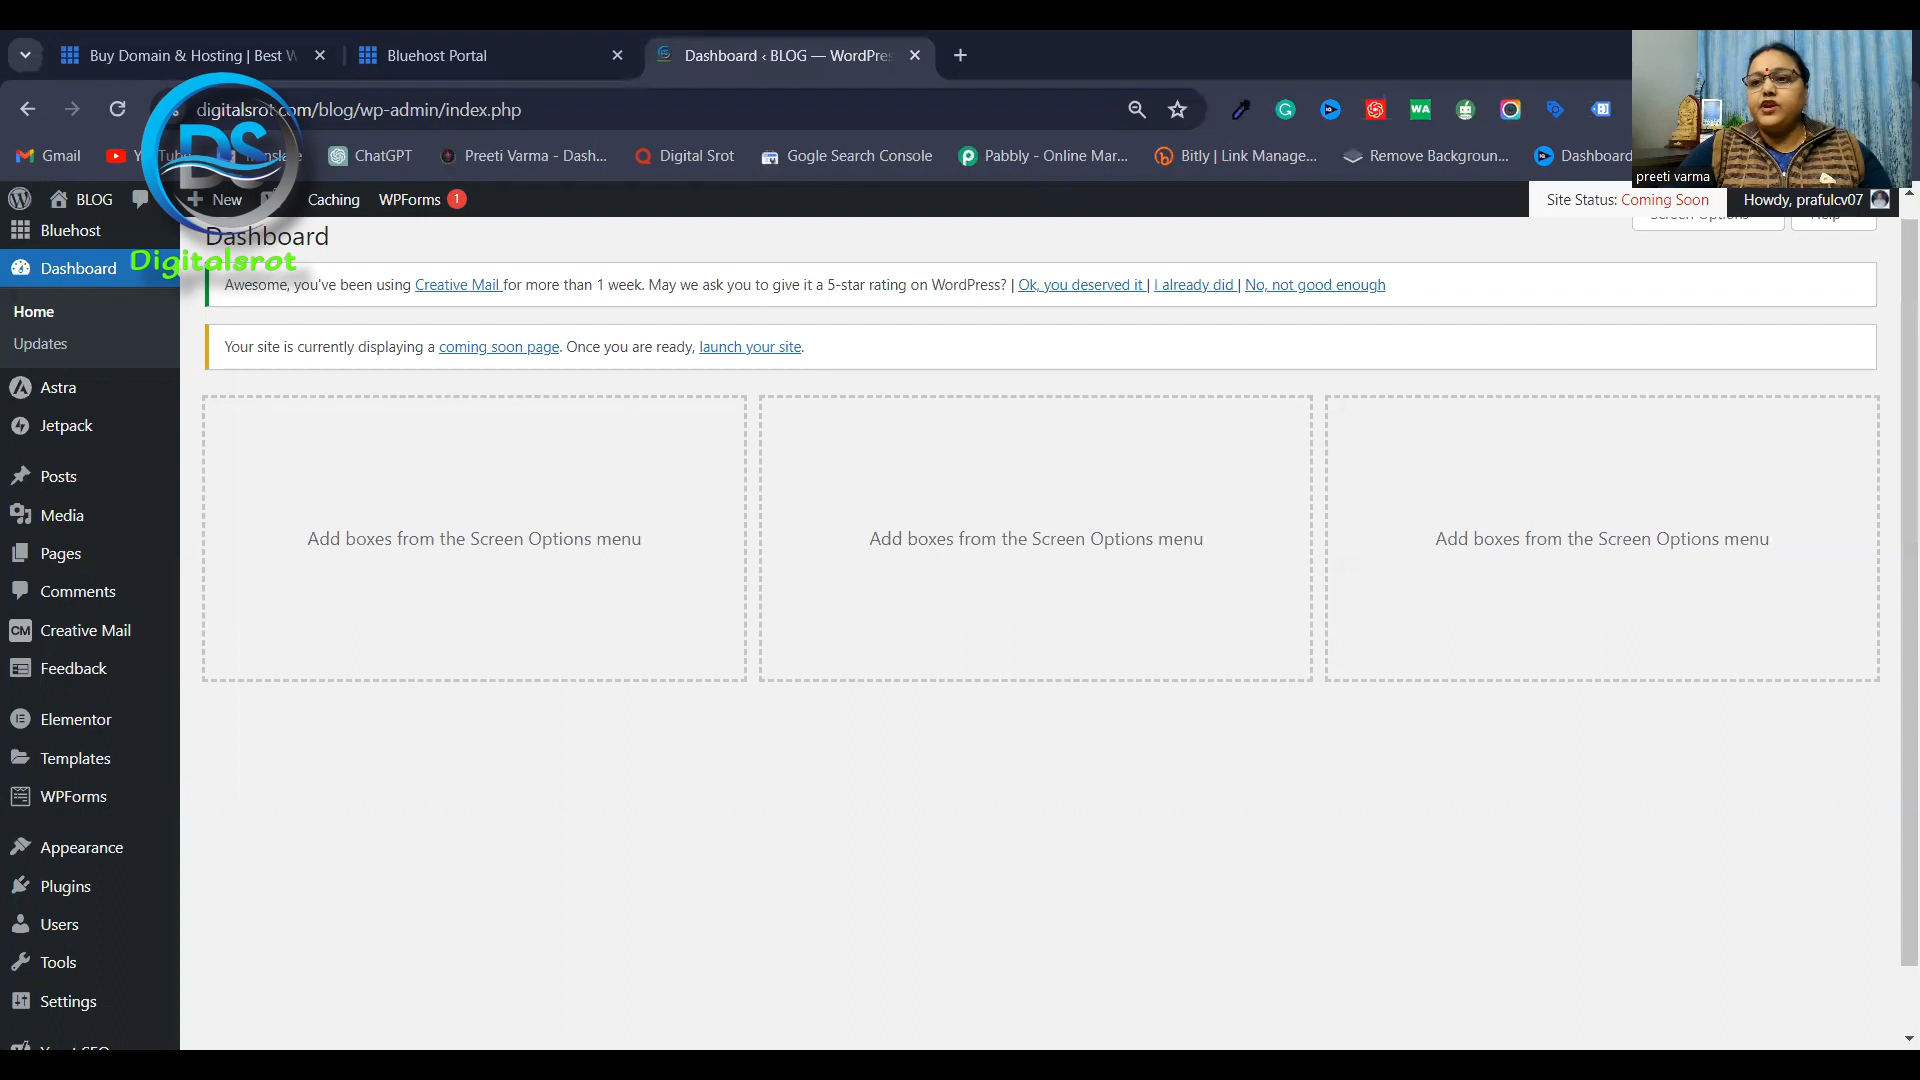 Buy Domain & Hosting | Best W
Bluehost Portal
Dashboard ‹ BLOG — WordPres
digitalsrot.com/blog/wp-admin/index.php
Gmail
ChatGPT
Preeti Varma - Dash...
Digital Srot
Gogle Search Console
Pabbly - Online Mar...
Bitly | Link Manage...
Remove Backgroun...
Dashboard
WA
preeti varma
DS
Digitalsrot
BLOG
New
Caching
WPForms 1
Site Status: Coming Soon
Howdy, prafulcv07
Screen Options
Help
Bluehost
Dashboard
Home
Updates
Astra
Jetpack
Posts
Media
Pages
Comments
CM Creative Mail
Feedback
Elementor
Templates
WPForms
Appearance
Plugins
Users
Tools
Settings
Dashboard
Awesome, you've been using Creative Mail for more than 1 week. May we ask you to give it a 5-star rating on WordPress? | Ok, you deserved it | I already did | No, not good enough
Your site is currently displaying a coming soon page. Once you are ready, launch your site.
Add boxes from the Screen Options menu
Add boxes from the Screen Options menu
Add boxes from the Screen Options menu